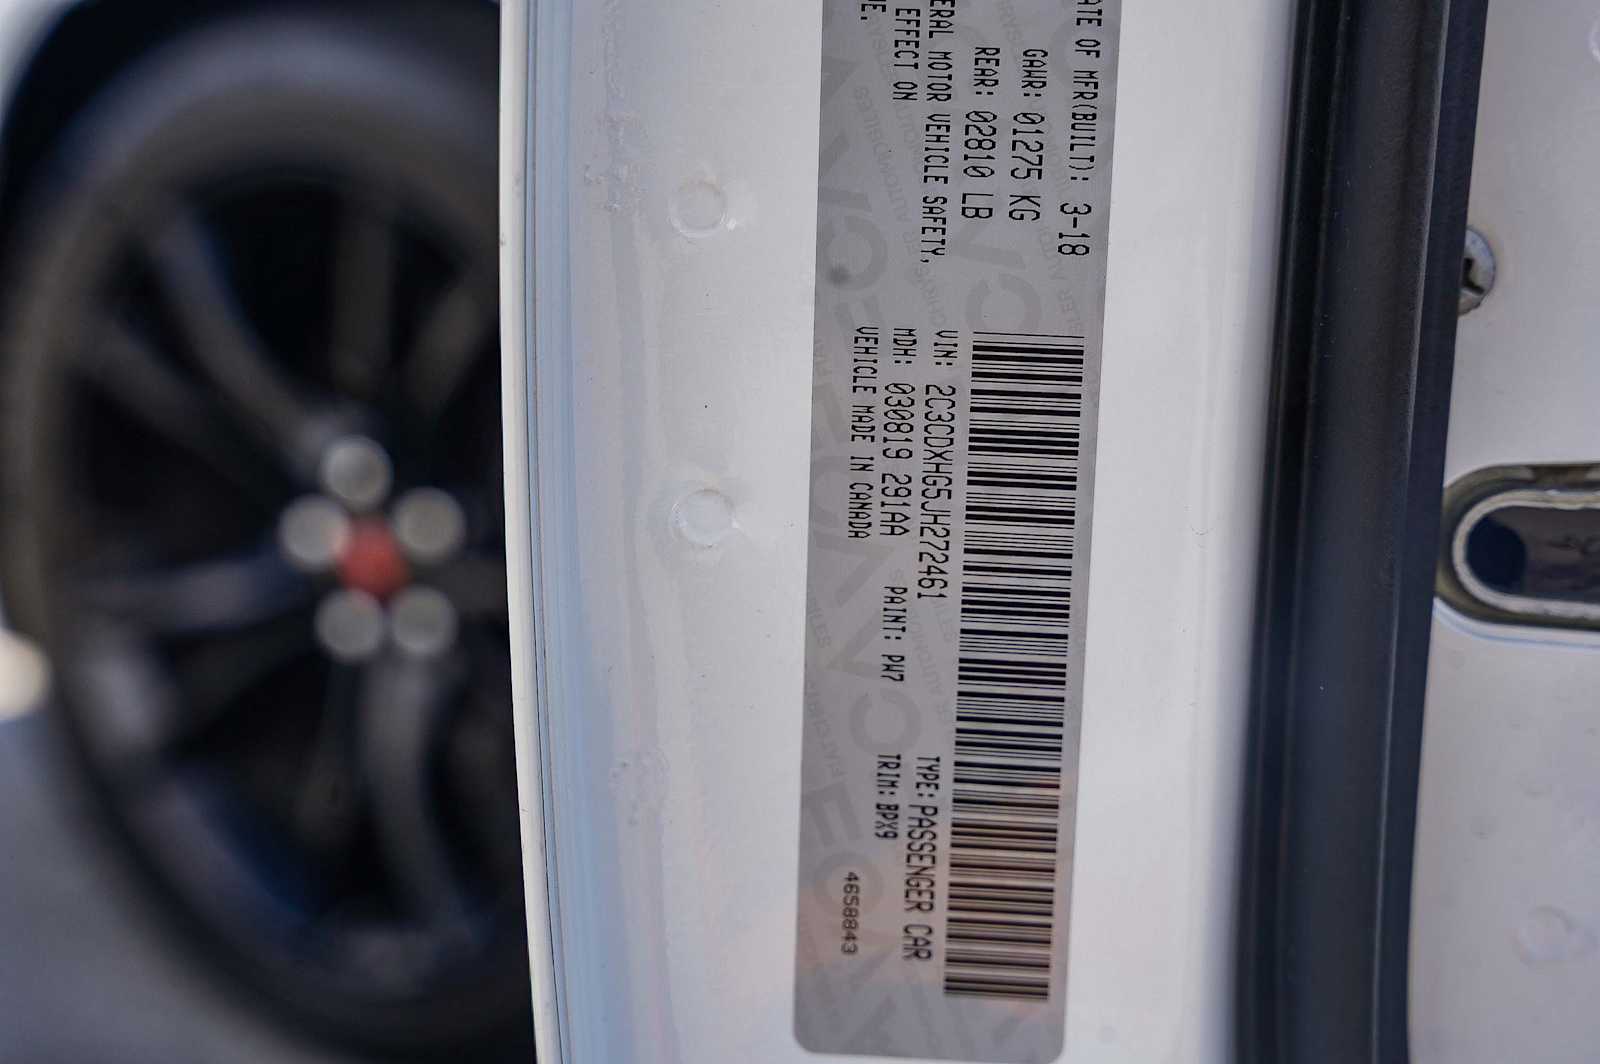 ATE OF MFR(BUILT): 3-18
GAWR: 01275 KG
REAR: 02810 LB
ERAL MOTOR VEHICLE SAFETY,
EFFECT ON
VIN: 2C3CDXHG5JH272461 TYPE: PASSENGER CAR
MDH: 030819 291AA PAINT: PW7 TRIM: BPX9
VEHICLE MADE IN CANADA
4658843